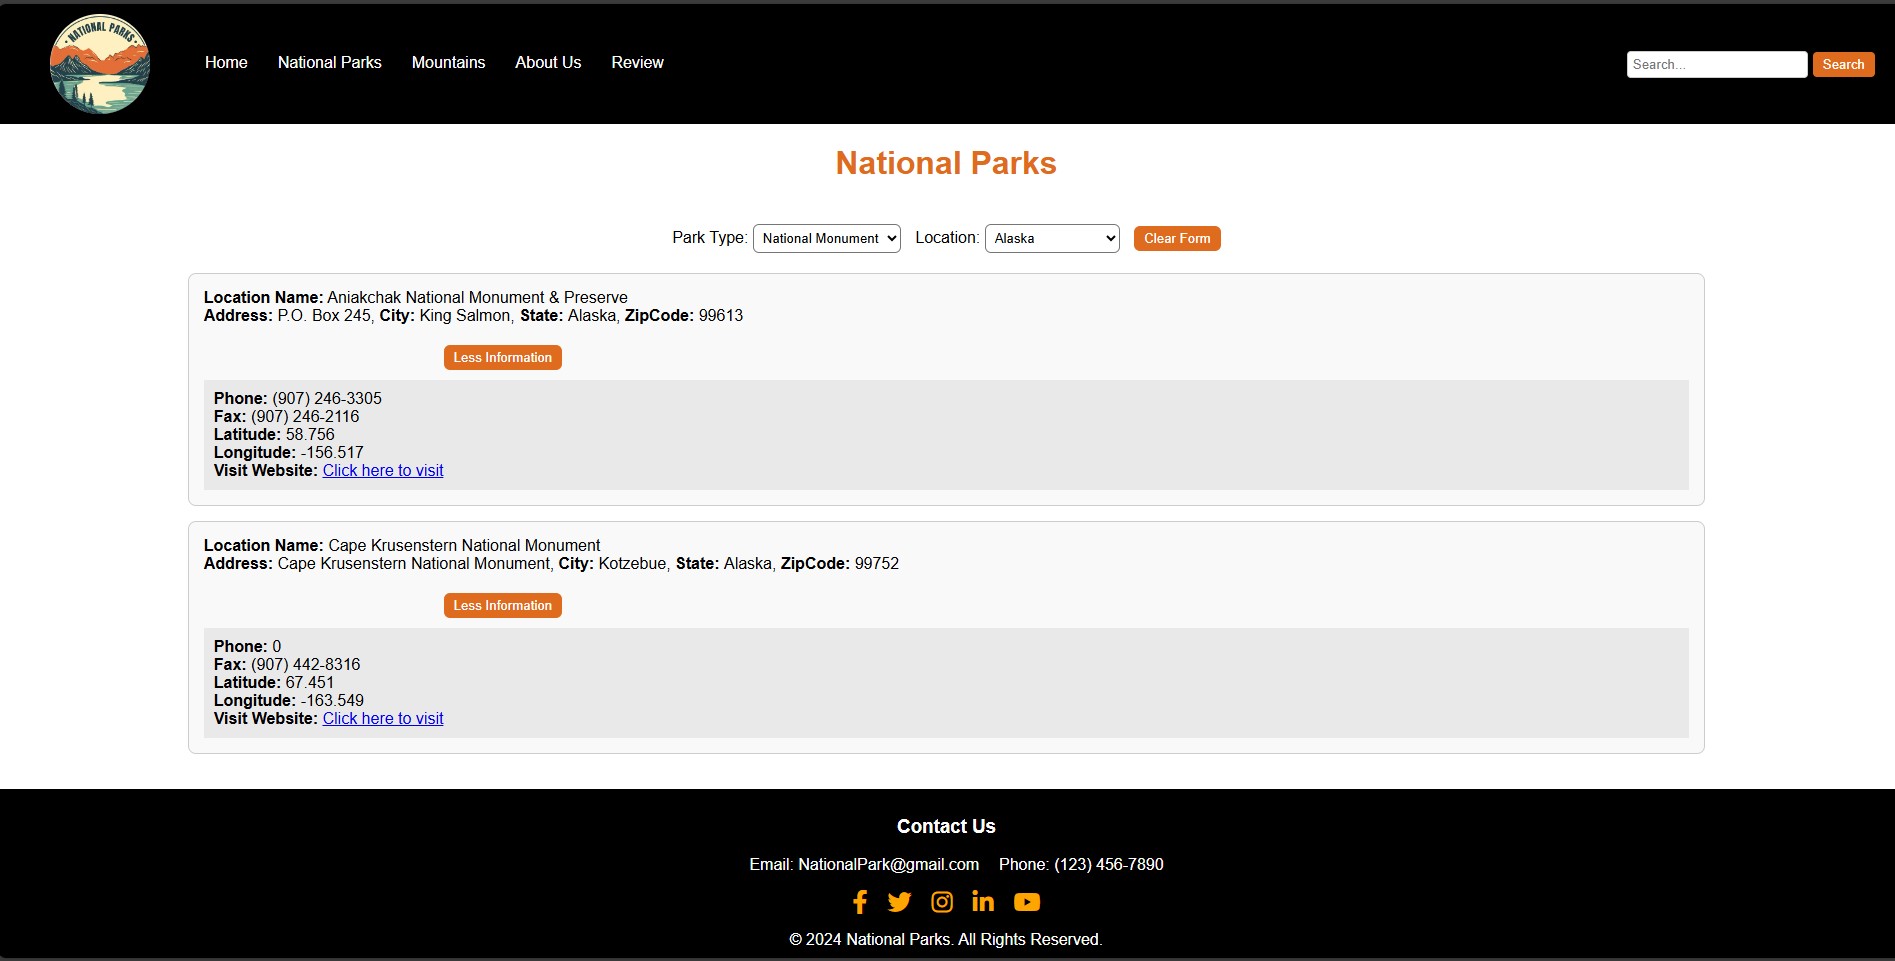 NATIONAL PARKS
Home National Parks Mountains About Us Review
Search... Search
National Parks
Park Type: National Monument Location: Alaska Clear Form
Location Name: Aniakchak National Monument & Preserve
Address: P.O. Box 245, City: King Salmon, State: Alaska, ZipCode: 99613
Less Information
Phone: (907) 246-3305
Fax: (907) 246-2116
Latitude: 58.756
Longitude: -156.517
Visit Website: Click here to visit
Location Name: Cape Krusenstern National Monument
Address: Cape Krusenstern National Monument, City: Kotzebue, State: Alaska, ZipCode: 99752
Less Information
Phone: 0
Fax: (907) 442-8316
Latitude: 67.451
Longitude: -163.549
Visit Website: Click here to visit
Contact Us
Email: NationalPark@gmail.com Phone: (123) 456-7890
© 2024 National Parks. All Rights Reserved.